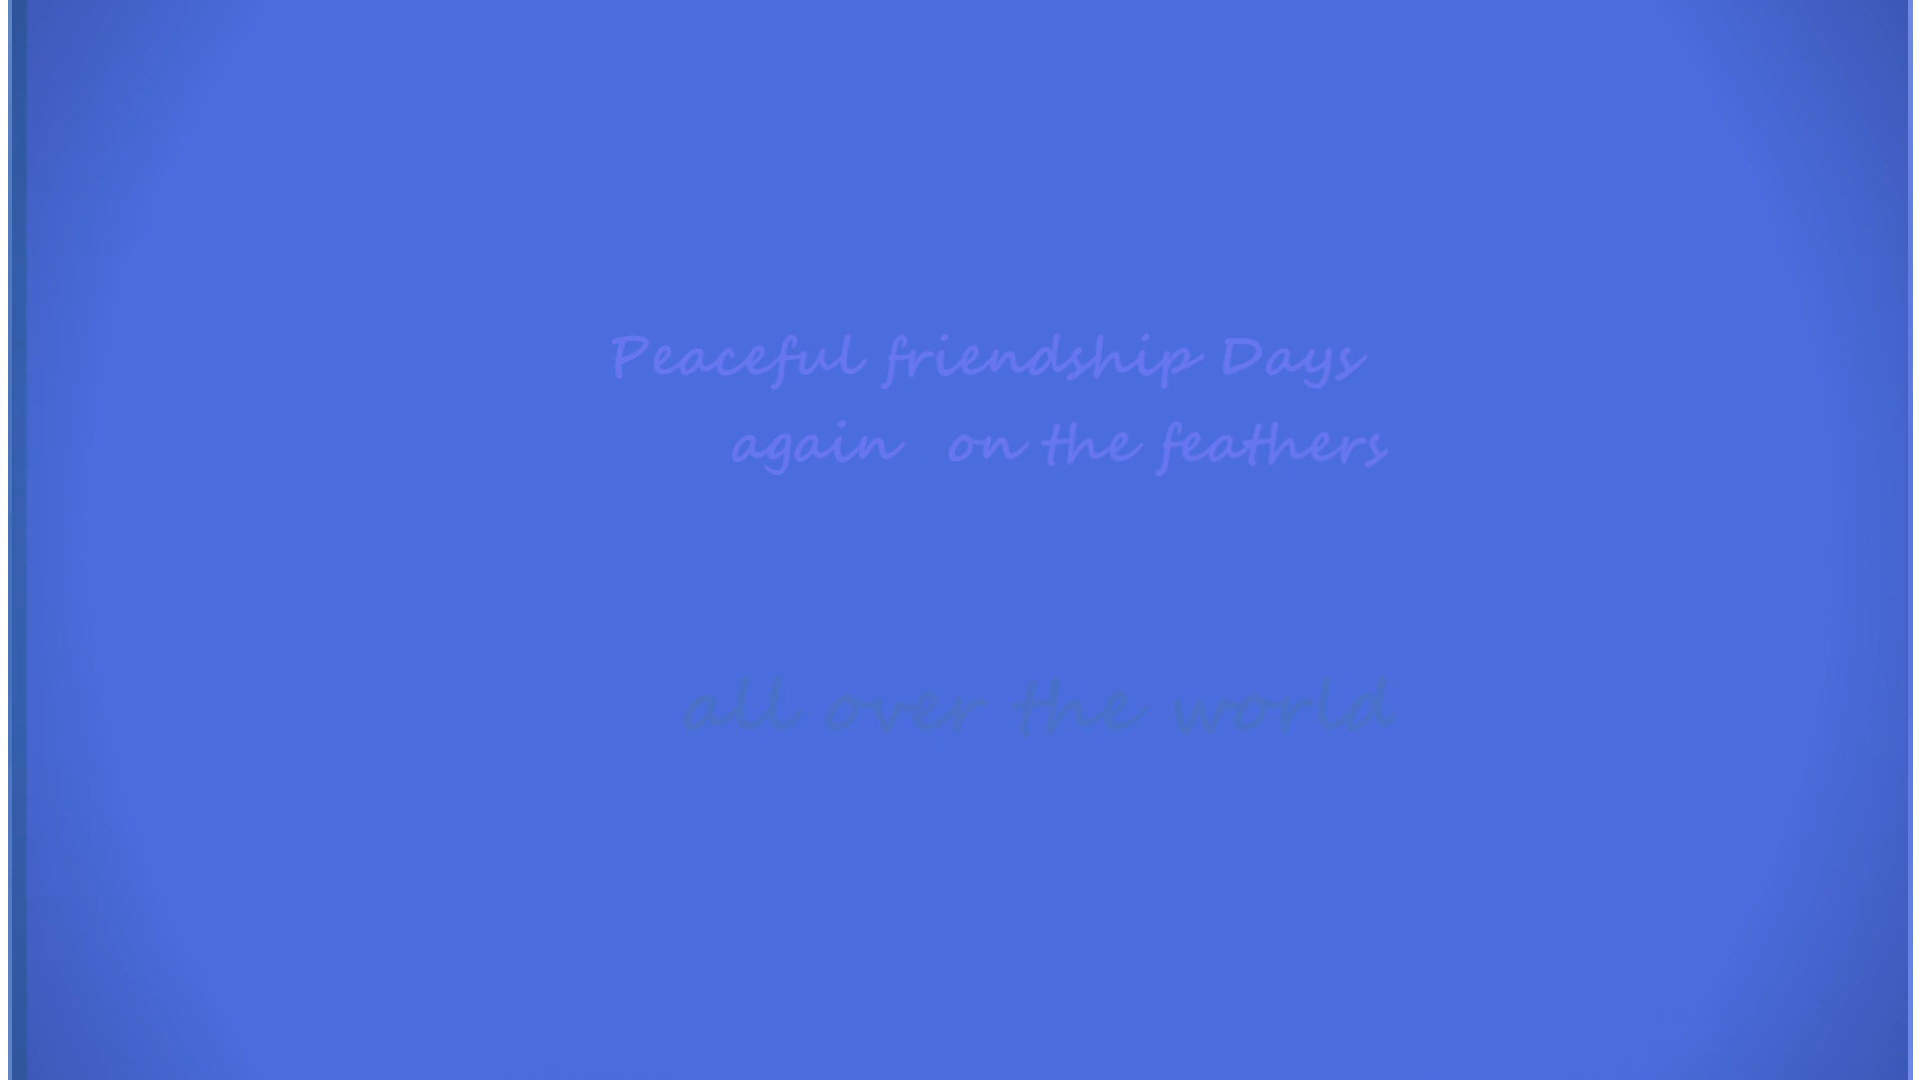 Peaceful friendship Days
again on the feathers
all over the world